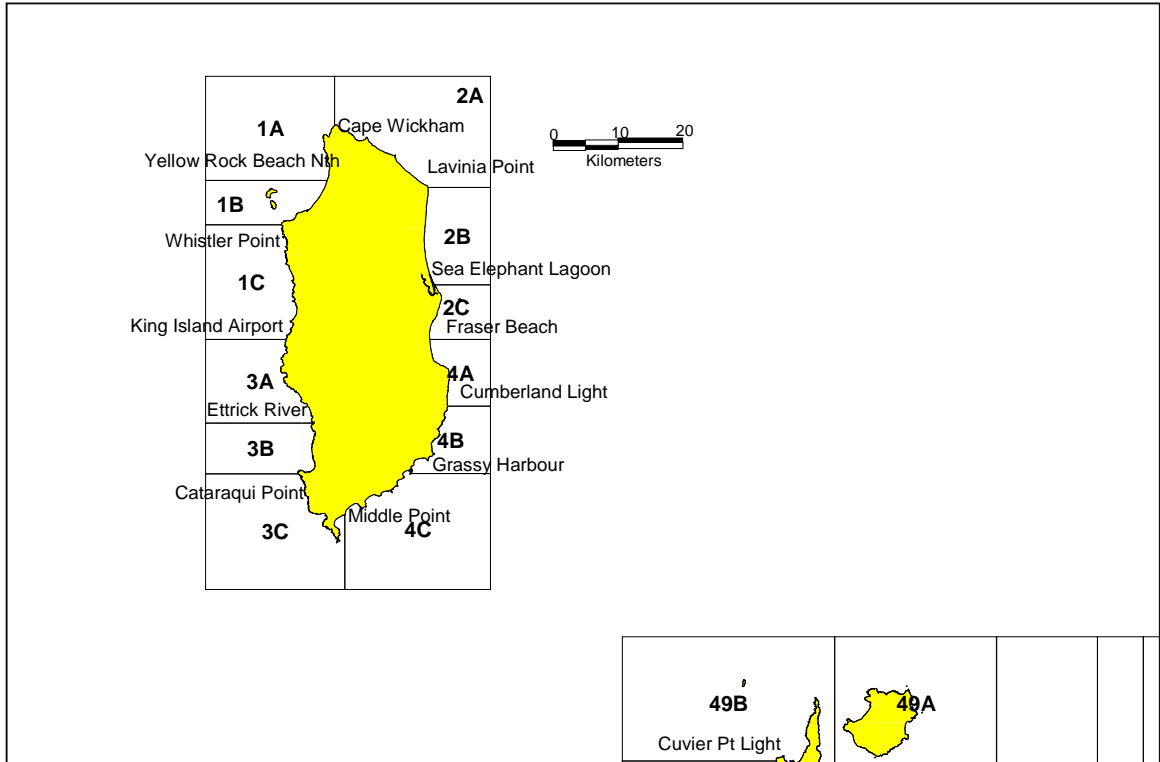 2A
1A
Cape Wickham
0 10 20
Kilometers
Yellow Rock Beach Nth
Lavinia Point
1B
Whistler Point
2B
Sea Elephant Lagoon
1C
2C
King Island Airport
Fraser Beach
3A
4A
Cumberland Light
Ettrick River
3B
4B
Grassy Harbour
Cataraqui Point
Middle Point
3C
4C
49B
49A
Cuvier Pt Light